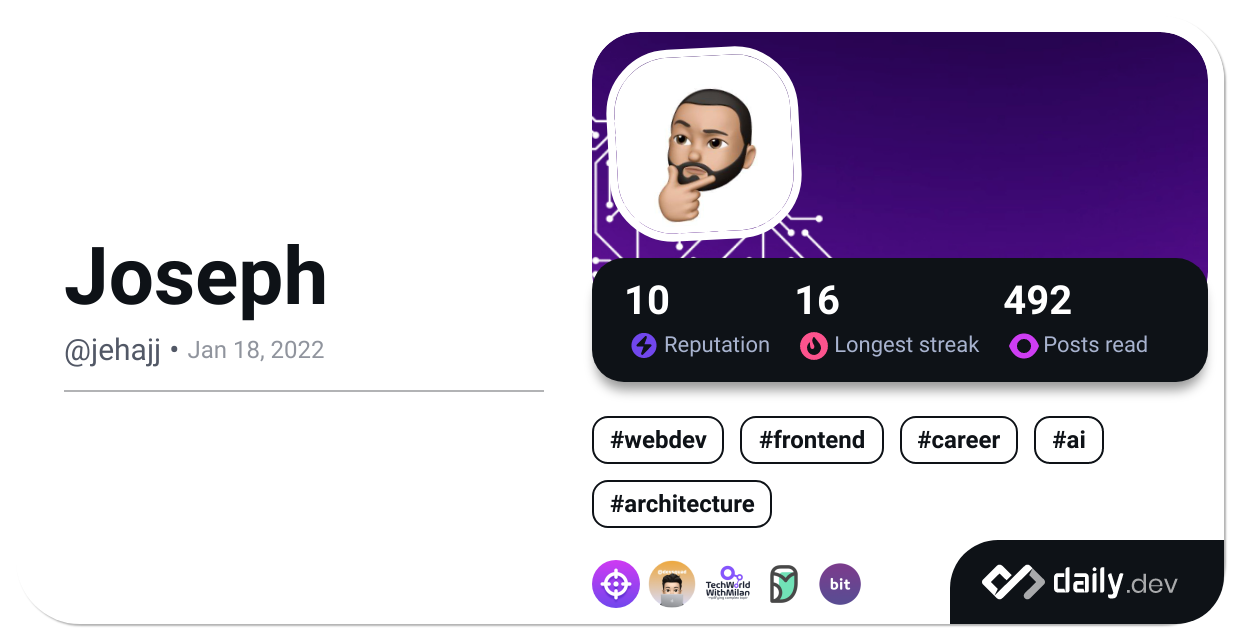 Joseph
@jehajj • Jan 18, 2022
10 16 492
Reputation Longest streak Posts read
#webdev #frontend #career #ai
#architecture
TechWorld
WithMilan
bit
daily.dev